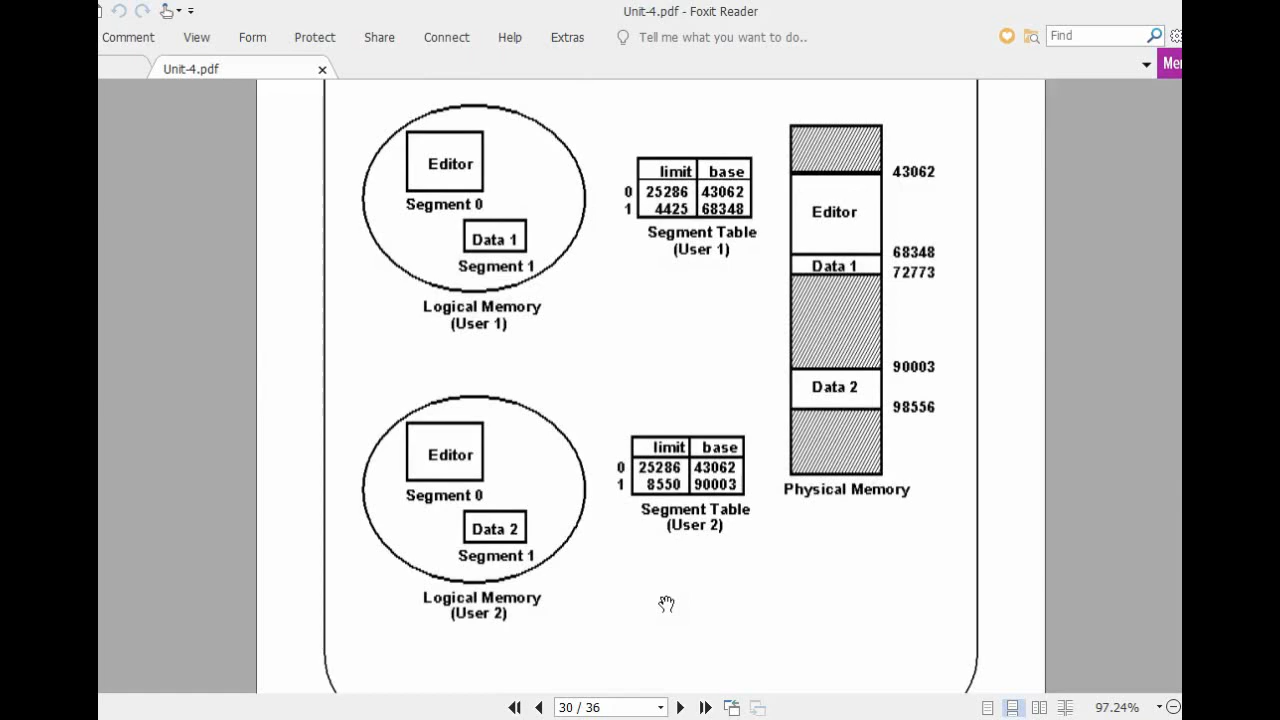 Unit-4.pdf - Foxit Reader
Comment View Form Protect Share Connect Help Extras Tell me what you want to do.. Find
Unit-4.pdf
Editor
Segment 0
Data 1
Segment 1
Logical Memory
(User 1)
limit base
0 25286 43062
1 4425 68348
Segment Table
(User 1)
43062
Editor
68348
Data 1
72773
90003
Data 2
98556
Physical Memory
Editor
Segment 0
Data 2
Segment 1
Logical Memory
(User 2)
limit base
0 25286 43062
1 8550 90003
Segment Table
(User 2)
30 / 36
97.24%